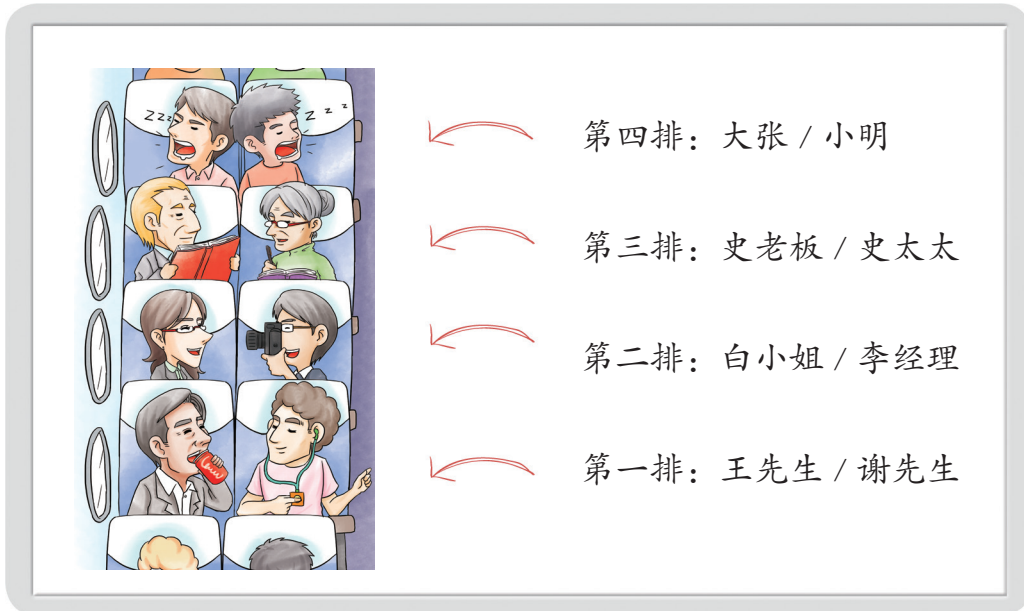 zzz
z z z
第四排：大张 / 小明
第三排：史老板 / 史太太
第二排：白小姐 / 李经理
第一排：王先生 / 谢先生